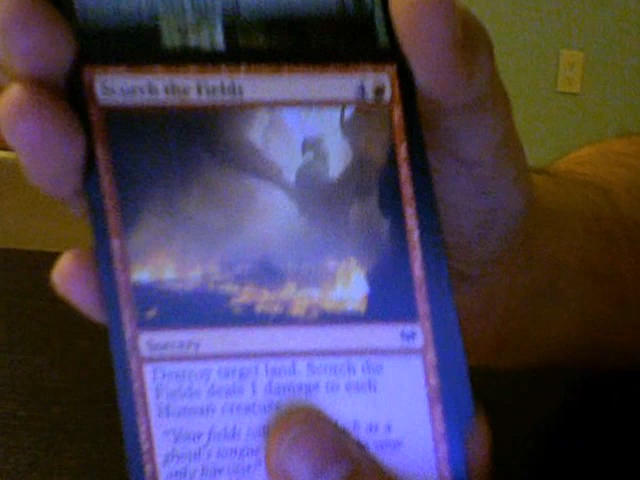 Scorch the Fields 4
Sorcery
Destroy target land. Scorch the
Fields deals 1 damage to each
Human creature
"Your fields as a
ghoul's tongue your
only harvest."